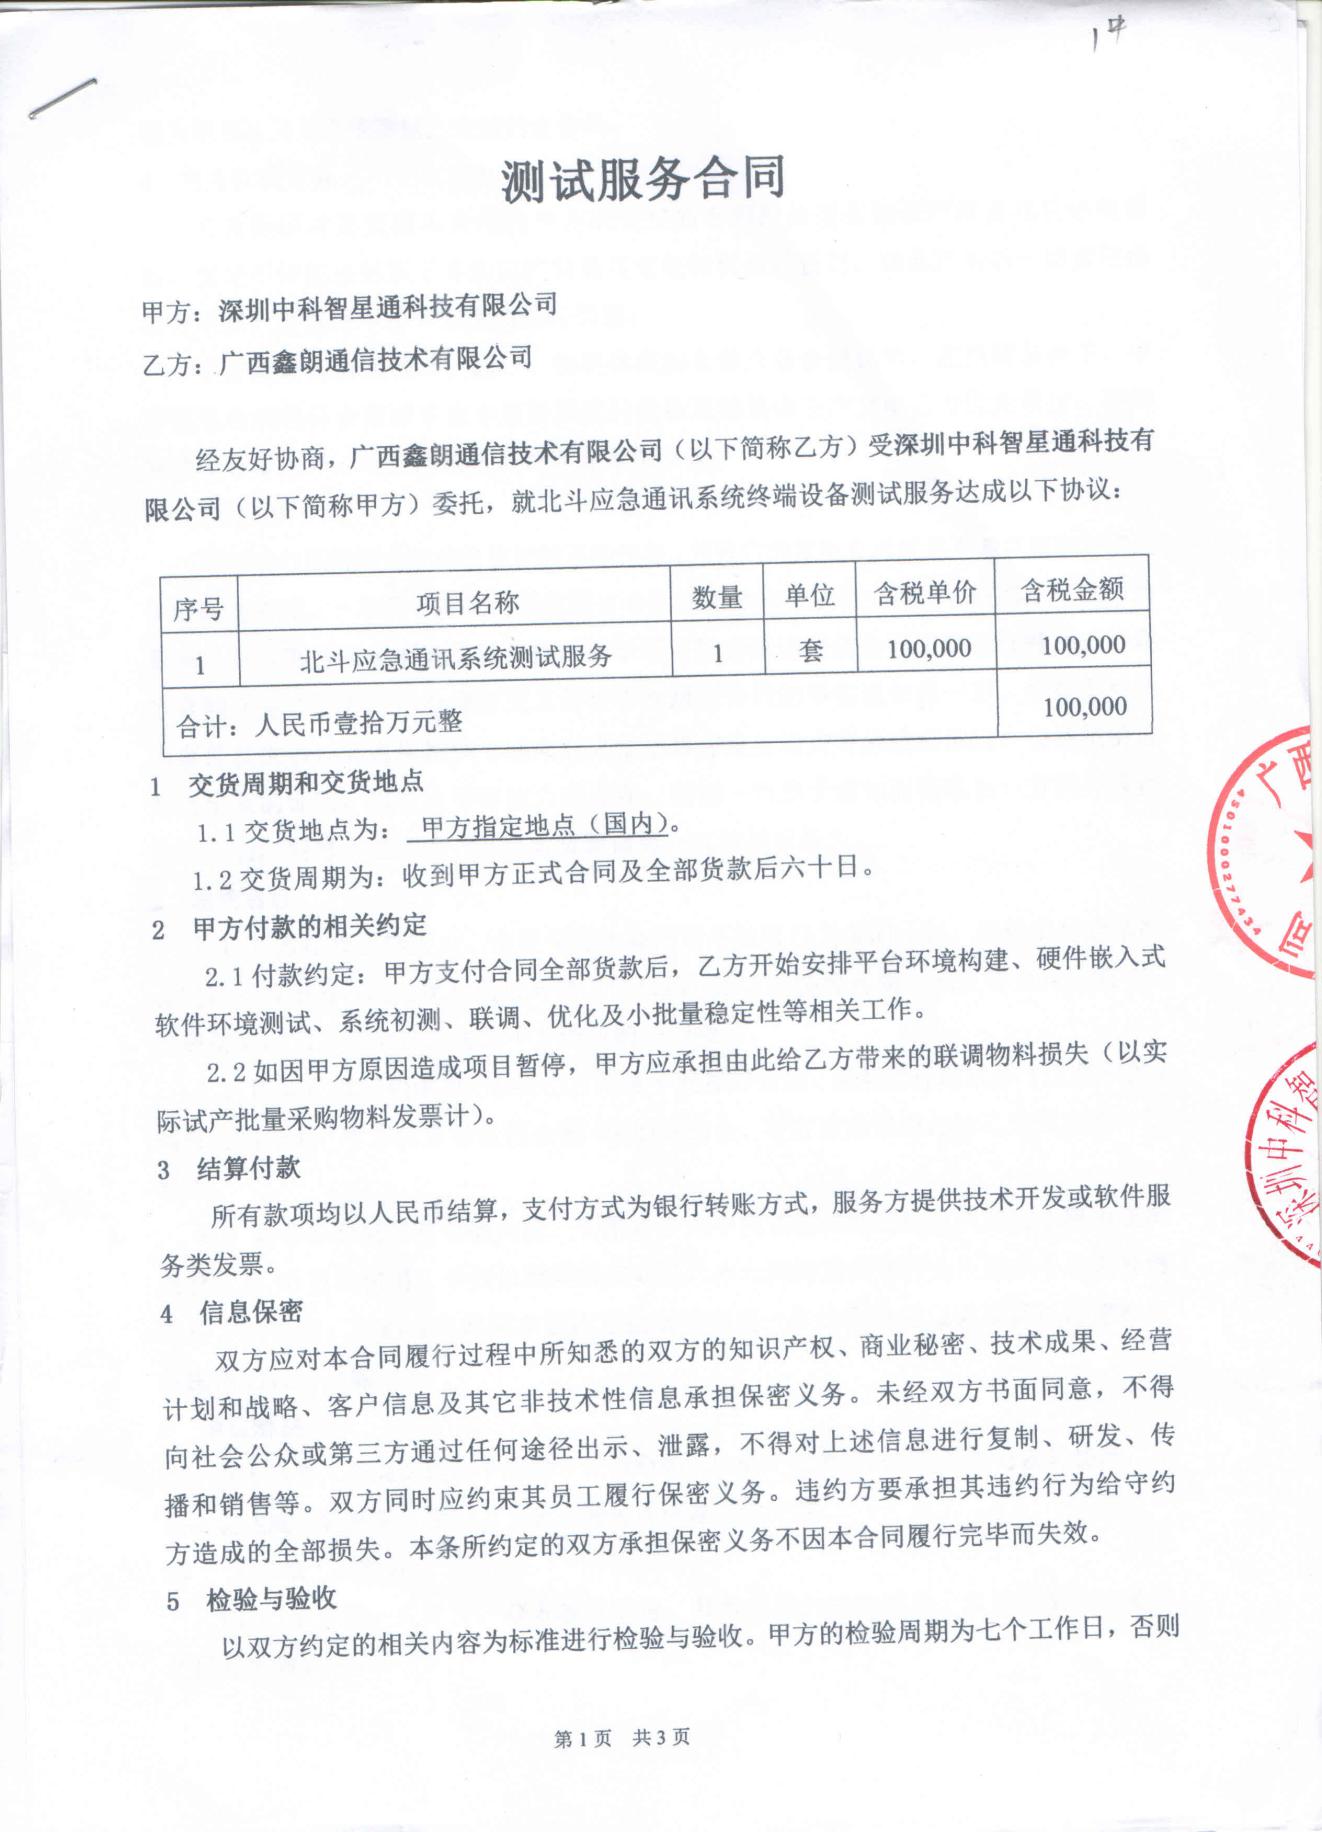 测试服务合同
甲方：深圳中科智星通科技有限公司
乙方：广西鑫朗通信技术有限公司
经友好协商，广西鑫朗通信技术有限公司（以下简称乙方）受深圳中科智星通科技有
限公司（以下简称甲方）委托，就北斗应急通讯系统终端设备测试服务达成以下协议：
序号 项目名称 数量 单位 含税单价 含税金额
1 北斗应急通讯系统测试服务 1 套 100,000 100,000
合计：人民币壹拾万元整 100,000
1 交货周期和交货地点
1.1 交货地点为： 甲方指定地点（国内）。
1.2 交货周期为：收到甲方正式合同及全部货款后六十日。
2 甲方付款的相关约定
2.1 付款约定：甲方支付合同全部货款后，乙方开始安排平台环境构建、硬件嵌入式
软件环境测试、系统初测、联调、优化及小批量稳定性等相关工作。
2.2 如因甲方原因造成项目暂停，甲方应承担由此给乙方带来的联调物料损失（以实
际试产批量采购物料发票计）。
3 结算付款
所有款项均以人民币结算，支付方式为银行转账方式，服务方提供技术开发或软件服
务类发票。
4 信息保密
双方应对本合同履行过程中所知悉的双方的知识产权、商业秘密、技术成果、经营
计划和战略、客户信息及其它非技术性信息承担保密义务。未经双方书面同意，不得
向社会公众或第三方通过任何途径出示、泄露，不得对上述信息进行复制、研发、传
播和销售等。双方同时应约束其员工履行保密义务。违约方要承担其违约行为给守约
方造成的全部损失。本条所约定的双方承担保密义务不因本合同履行完毕而失效。
5 检验与验收
以双方约定的相关内容为标准进行检验与验收。甲方的检验周期为七个工作日，否则
第 1 页 共 3 页
广西
司
4501000277434
深圳中科智
44